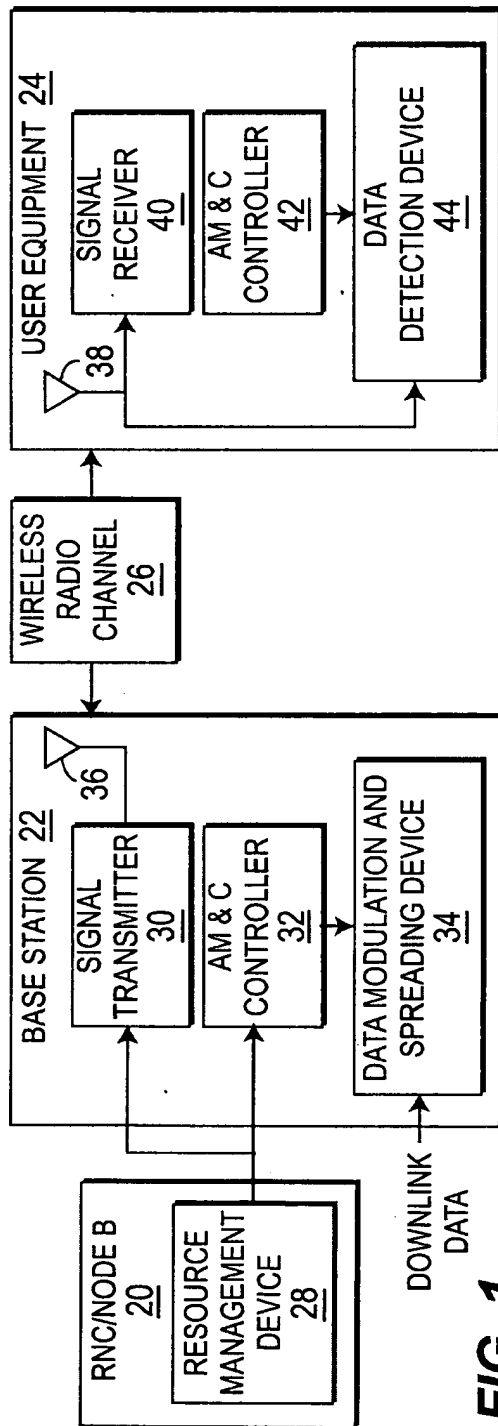 RNC/NODE B
20
RESOURCE
MANAGEMENT
DEVICE
28
BASE STATION 22
SIGNAL
TRANSMITTER
30
36
AM & C
CONTROLLER
32
DATA MODULATION AND
SPREADING DEVICE
34
DOWNLINK
DATA
WIRELESS
RADIO
CHANNEL
26
USER EQUIPMENT 24
38
SIGNAL
RECEIVER
40
AM & C
CONTROLLER
42
DATA
DETECTION DEVICE
44
FIG. 1